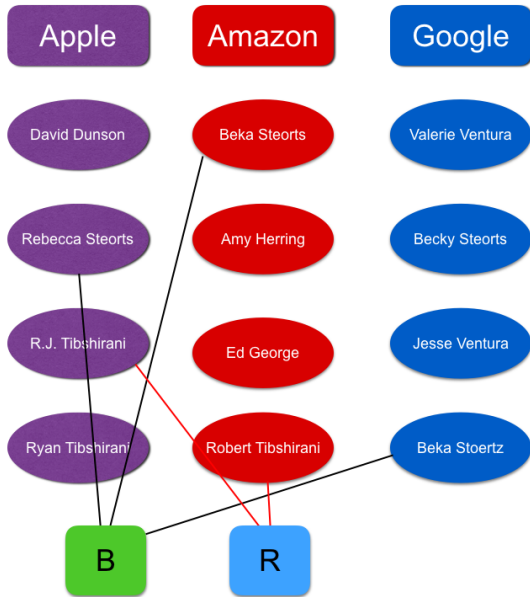 Apple
Amazon
Google
David Dunson
Beka Steorts
Valerie Ventura
Rebecca Steorts
Amy Herring
Becky Steorts
R.J. Tibshirani
Ed George
Jesse Ventura
Ryan Tibshirani
Robert Tibshirani
Beka Stoertz
B
R